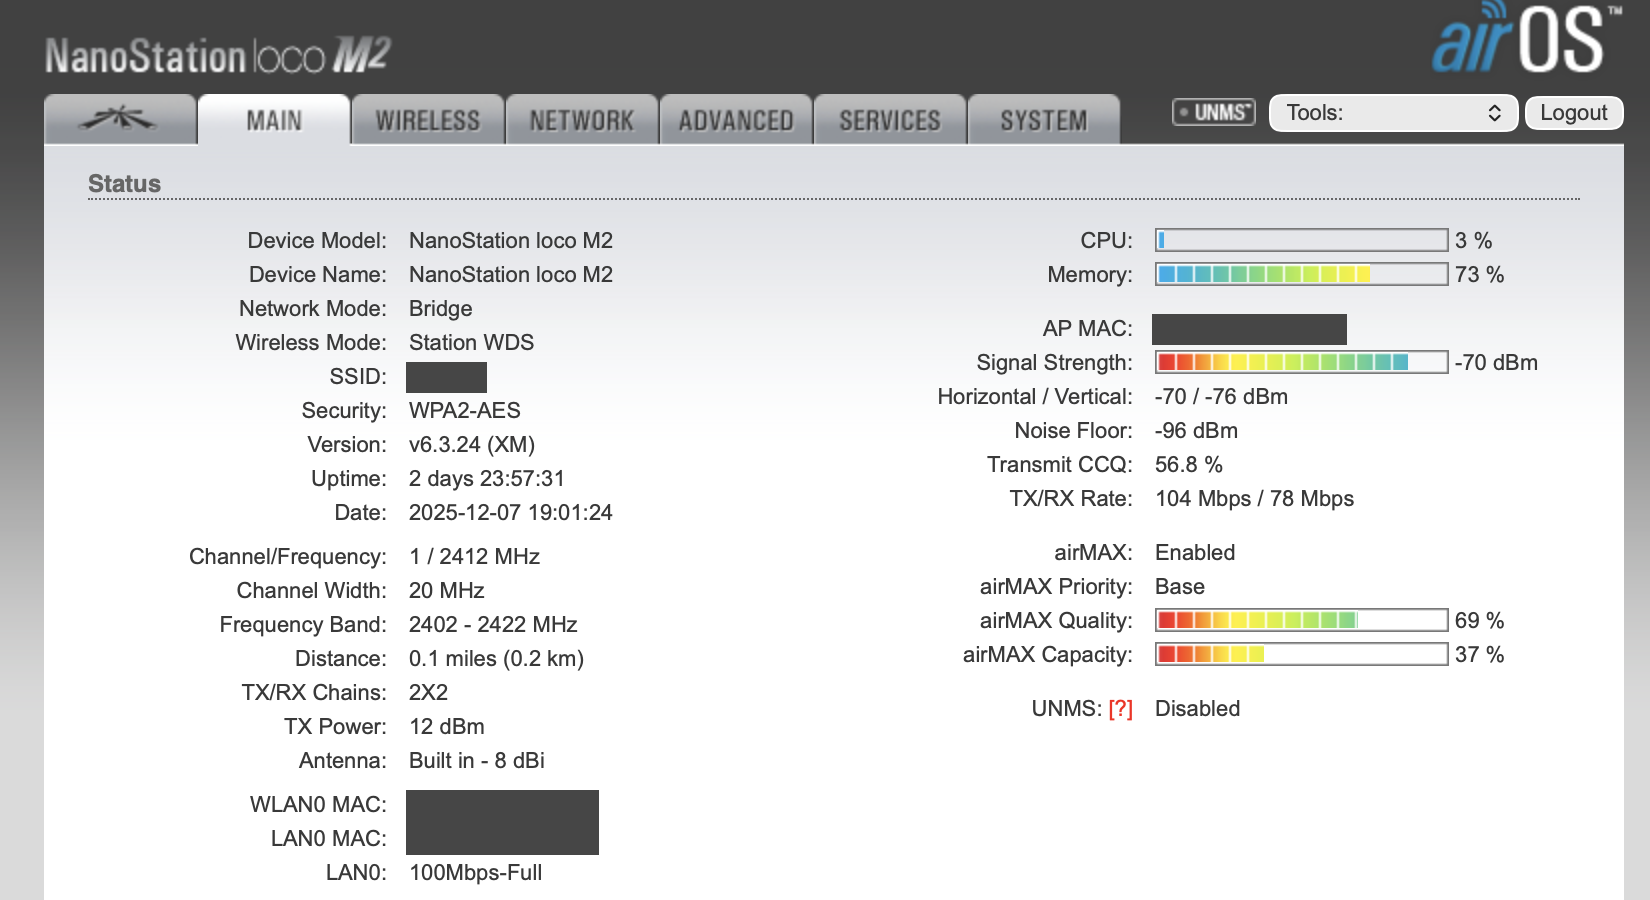 NanoStation loco M2
airOS™
MAIN
WIRELESS
NETWORK
ADVANCED
SERVICES
SYSTEM
UNMS™
Tools:
Logout
Status
Device Model: NanoStation loco M2
Device Name: NanoStation loco M2
Network Mode: Bridge
Wireless Mode: Station WDS
SSID:
Security: WPA2-AES
Version: v6.3.24 (XM)
Uptime: 2 days 23:57:31
Date: 2025-12-07 19:01:24
Channel/Frequency: 1 / 2412 MHz
Channel Width: 20 MHz
Frequency Band: 2402 - 2422 MHz
Distance: 0.1 miles (0.2 km)
TX/RX Chains: 2X2
TX Power: 12 dBm
Antenna: Built in - 8 dBi
WLAN0 MAC:
LAN0 MAC:
LAN0: 100Mbps-Full
CPU: 3 %
Memory: 73 %
AP MAC:
Signal Strength: -70 dBm
Horizontal / Vertical: -70 / -76 dBm
Noise Floor: -96 dBm
Transmit CCQ: 56.8 %
TX/RX Rate: 104 Mbps / 78 Mbps
airMAX: Enabled
airMAX Priority: Base
airMAX Quality: 69 %
airMAX Capacity: 37 %
UNMS: [?] Disabled